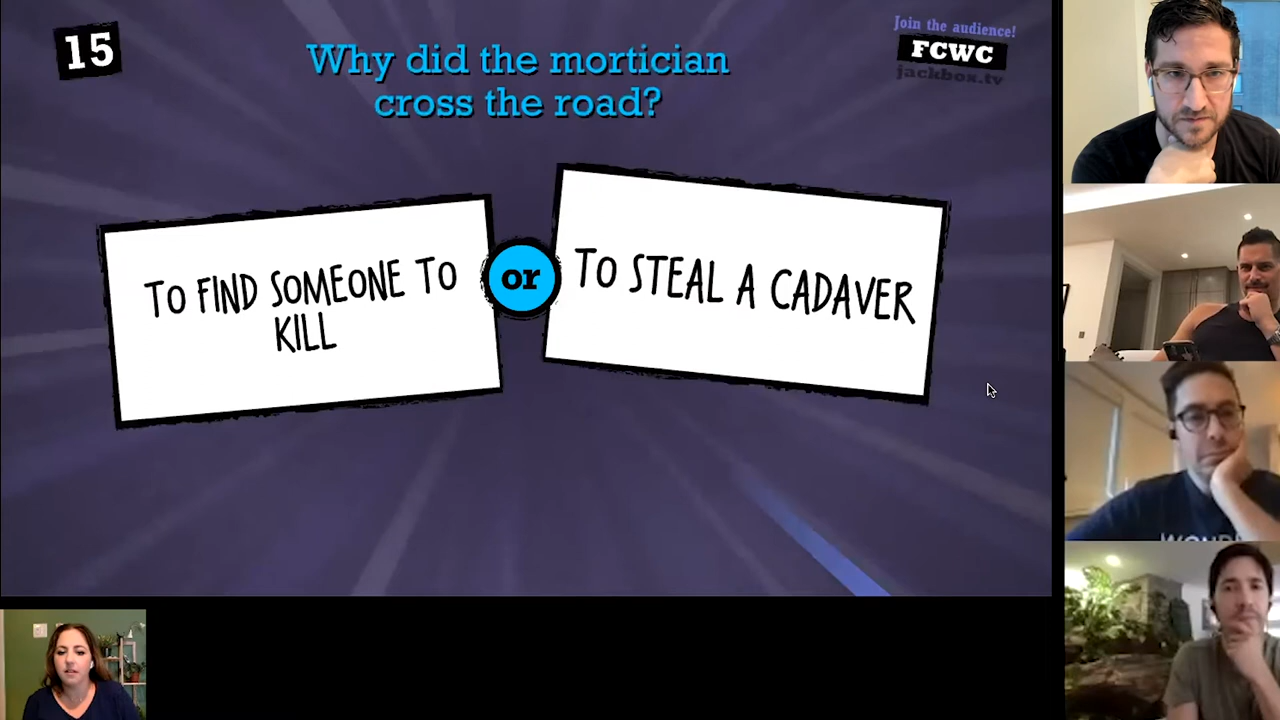 15
Why did the mortician
cross the road?
Join the audience!
FCWC
jackbox.tv
TO FIND SOMEONE TO
KILL
or
TO STEAL A CADAVER